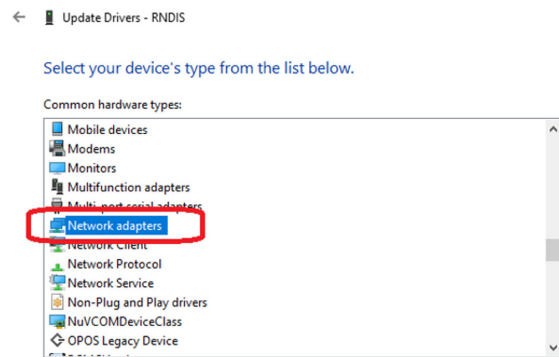 Update Drivers - RNDIS
Select your device's type from the list below.
Common hardware types:
Mobile devices
Modems
Monitors
Multifunction adapters
Multi-port serial adapters
Network adapters
Network Client
Network Protocol
Network Service
Non-Plug and Play drivers
NuVCOMDeviceClass
OPOS Legacy Device